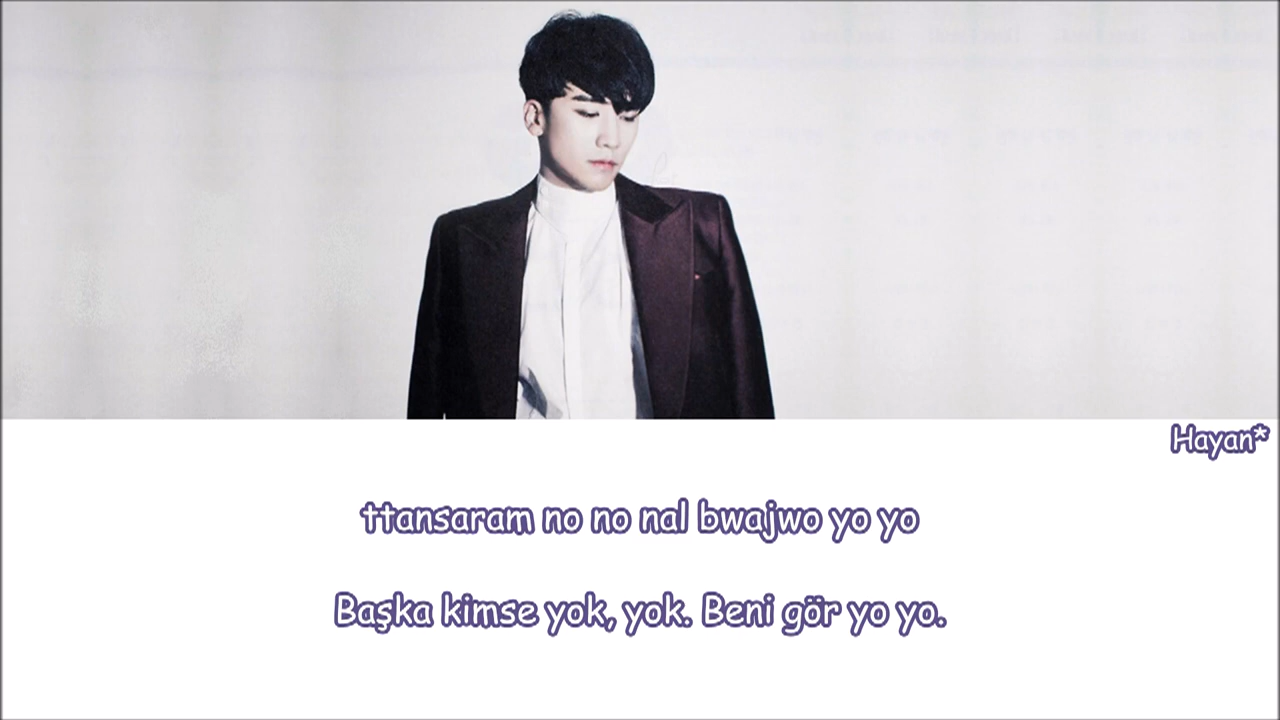 Hayan*
ttansaram no no nal bwajwo yo yo
Başka kimse yok, yok. Beni gör yo yo.